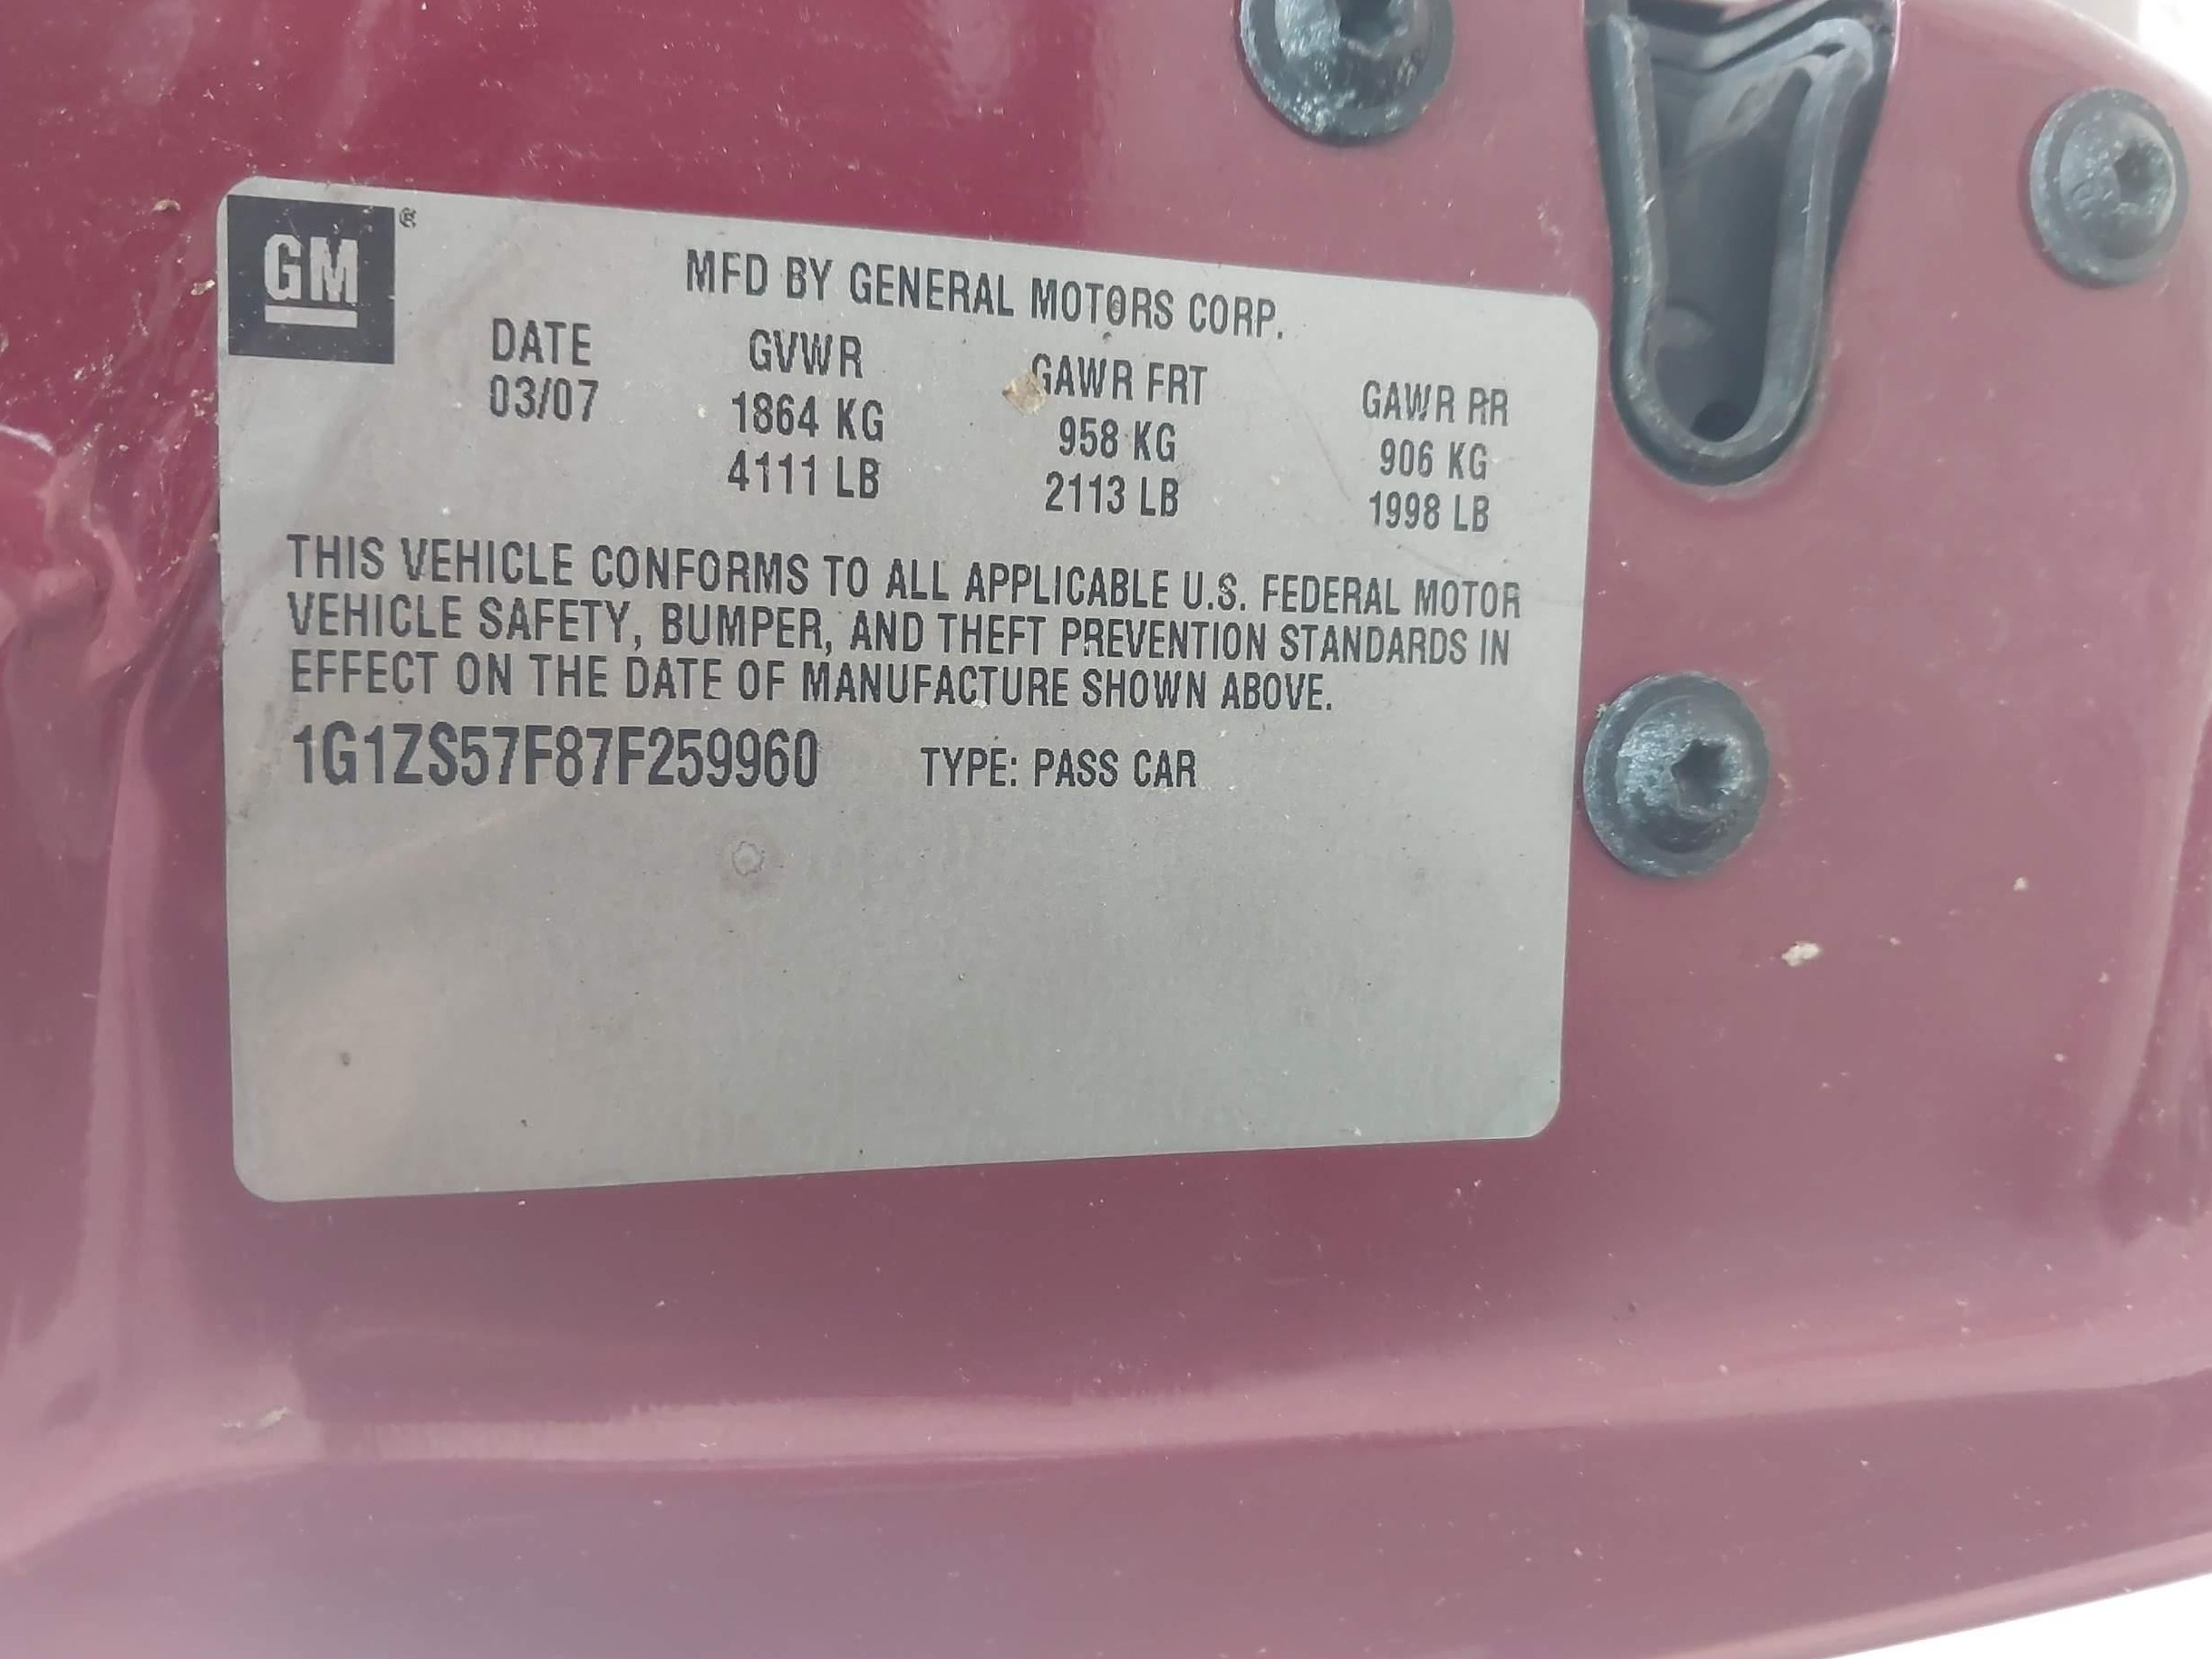 GM ®
MFD BY GENERAL MOTORS CORP.
DATE GVWR GAWR FRT GAWR RR
03/07 1864 KG 958 KG 906 KG
4111 LB 2113 LB 1998 LB
THIS VEHICLE CONFORMS TO ALL APPLICABLE U.S. FEDERAL MOTOR
VEHICLE SAFETY, BUMPER, AND THEFT PREVENTION STANDARDS IN
EFFECT ON THE DATE OF MANUFACTURE SHOWN ABOVE.
1G1ZS57F87F259960 TYPE: PASS CAR